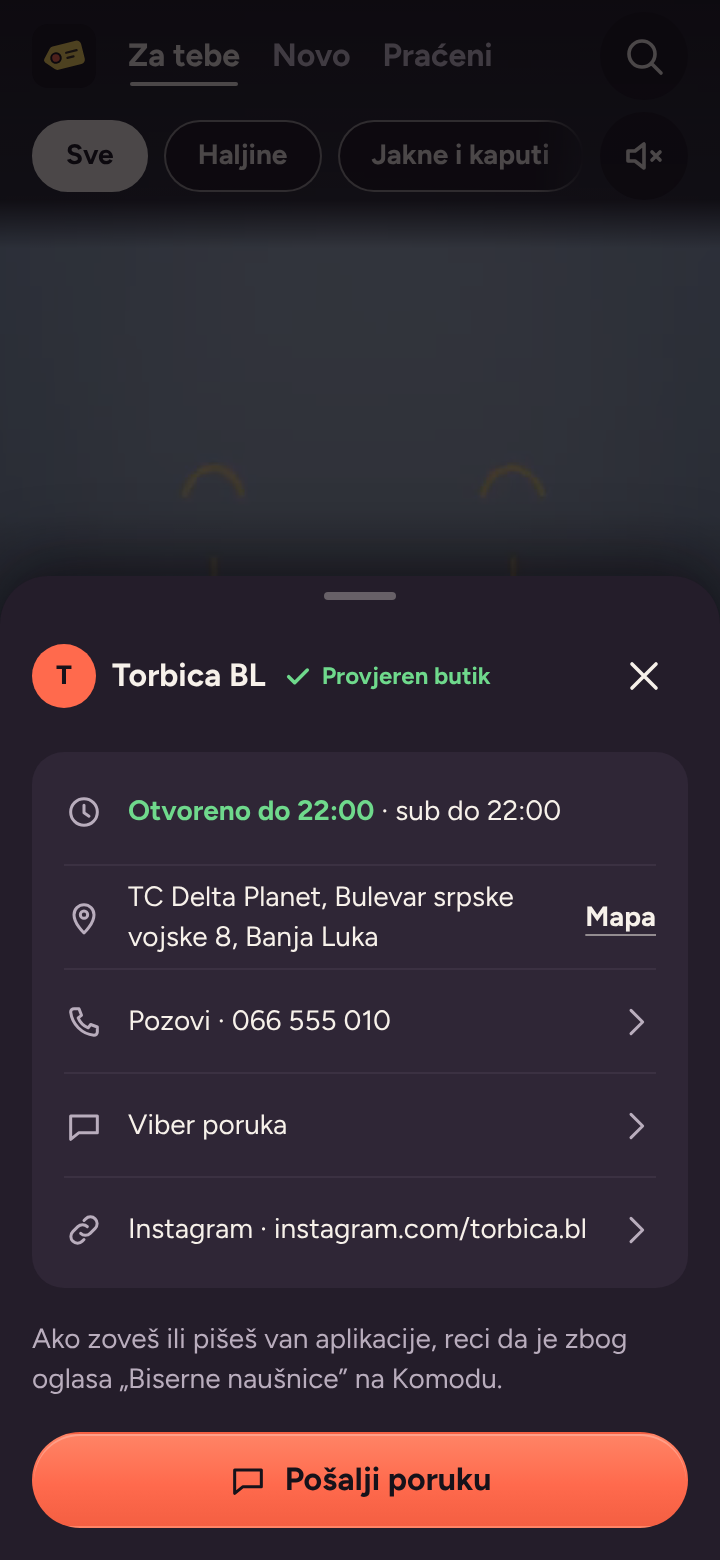 Za tebe
Novo
Praćeni
Sve
Haljine
Jakne i kaputi
T
Torbica BL
Provjeren butik
Otvoreno do 22:00 · sub do 22:00
TC Delta Planet, Bulevar srpske
vojske 8, Banja Luka
Mapa
Pozovi · 066 555 010
Viber poruka
Instagram · instagram.com/torbica.bl
Ako zoveš ili pišeš van aplikacije, reci da je zbog
oglasa „Biserne naušnice” na Komodu.
Pošalji poruku